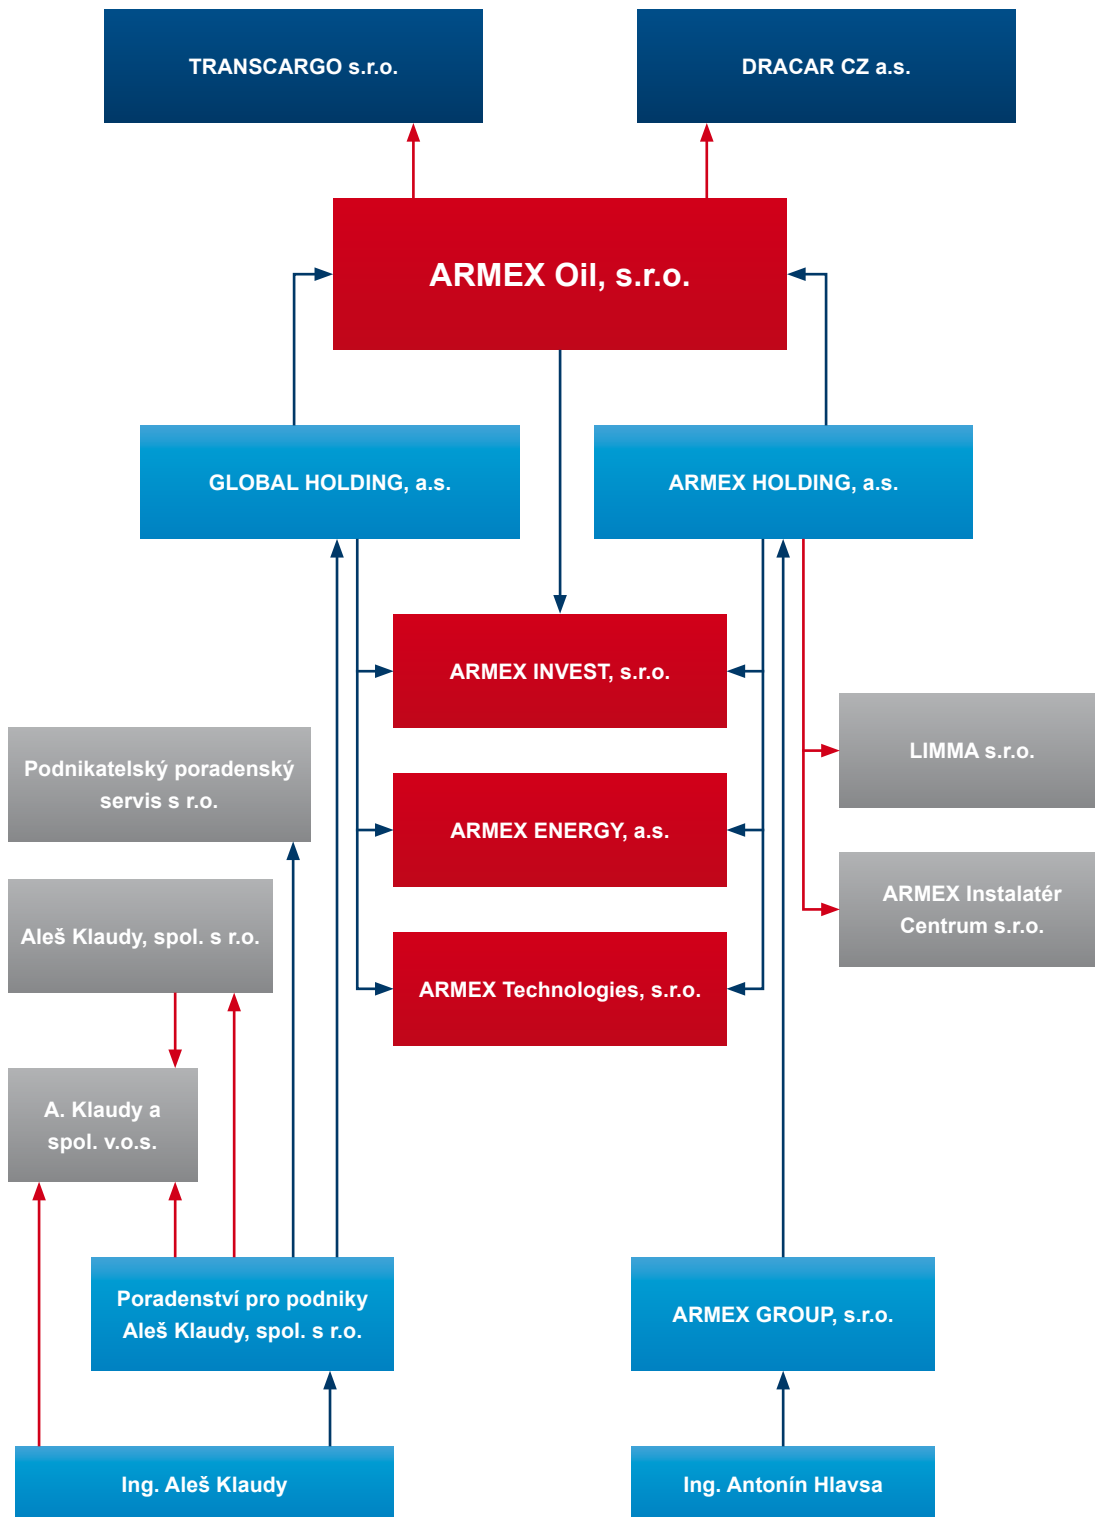 TRANSCARGO s.r.o.
DRACAR CZ a.s.
ARMEX Oil, s.r.o.
GLOBAL HOLDING, a.s.
ARMEX HOLDING, a.s.
ARMEX INVEST, s.r.o.
LIMMA s.r.o.
Podnikatelský poradenský
servis s r.o.
ARMEX ENERGY, a.s.
ARMEX Instalatér
Centrum s.r.o.
Aleš Klaudy, spol. s r.o.
ARMEX Technologies, s.r.o.
A. Klaudy a
spol. v.o.s.
Poradenství pro podniky
Aleš Klaudy, spol. s r.o.
ARMEX GROUP, s.r.o.
Ing. Aleš Klaudy
Ing. Antonín Hlavsa